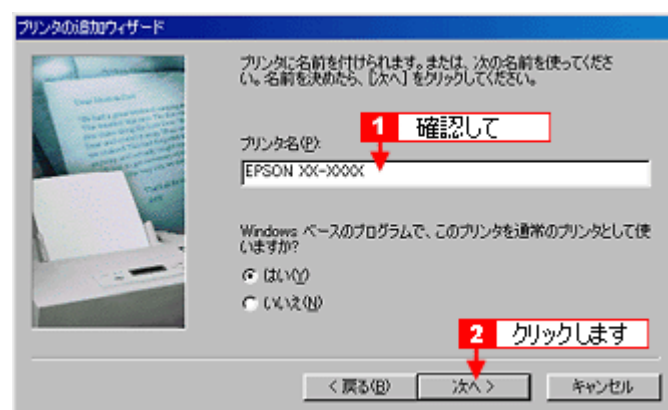 プリンタの追加ウィザード
プリンタに名前を付けられます。または、次の名前を使ってくださ
い。名前を決めたら、[次へ] をクリックしてください。
1 確認して
プリンタ名(P):
EPSON XX-XXXX
Windows ベースのプログラムで、このプリンタを通常のプリンタとして使
いますか?
はい(Y)
いいえ(N)
2 クリックします
< 戻る(B) 次へ > キャンセル